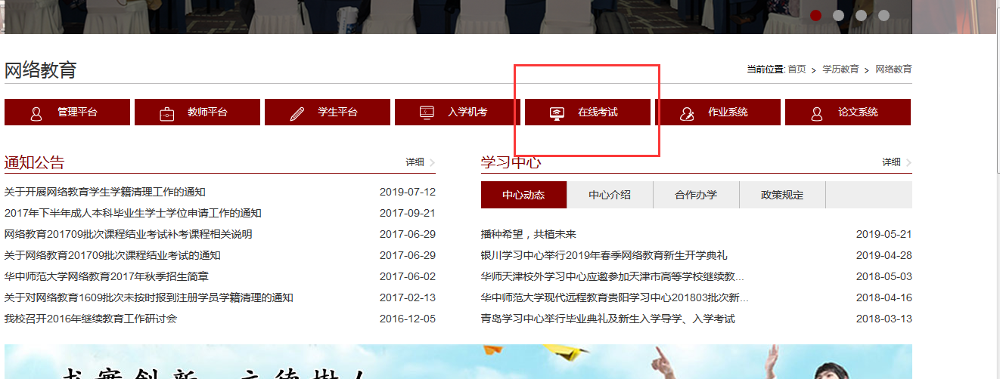 网络教育
当前位置: 首页 > 学历教育 > 网络教育
管理平台 教师平台 学生平台 入学机考 在线考试 作业系统 论文系统
通知公告 详细 >
关于开展网络教育学生学籍清理工作的通知 2019-07-12
2017年下半年成人本科毕业生学士学位申请工作的通知 2017-09-21
网络教育201709批次课程结业考试补考课程相关说明 2017-06-29
关于网络教育201709批次课程结业考试的通知 2017-06-29
华中师范大学网络教育2017年秋季招生简章 2017-06-02
关于对网络教育1609批次未按时报到注册学员学籍清理的通知 2017-02-13
我校召开2016年继续教育工作研讨会 2016-12-05
学习中心 详细 >
中心动态 中心介绍 合作办学 政策规定
播种希望，共植未来 2019-05-21
银川学习中心举行2019年春季网络教育新生开学典礼 2019-04-28
华师天津校外学习中心应邀参加天津市高等学校继续教... 2018-05-03
华中师范大学现代远程教育贵阳学习中心201803批次新... 2018-04-16
青岛学习中心举行毕业典礼及新生入学导学、入学考试 2018-03-13
求实创新 立德树人